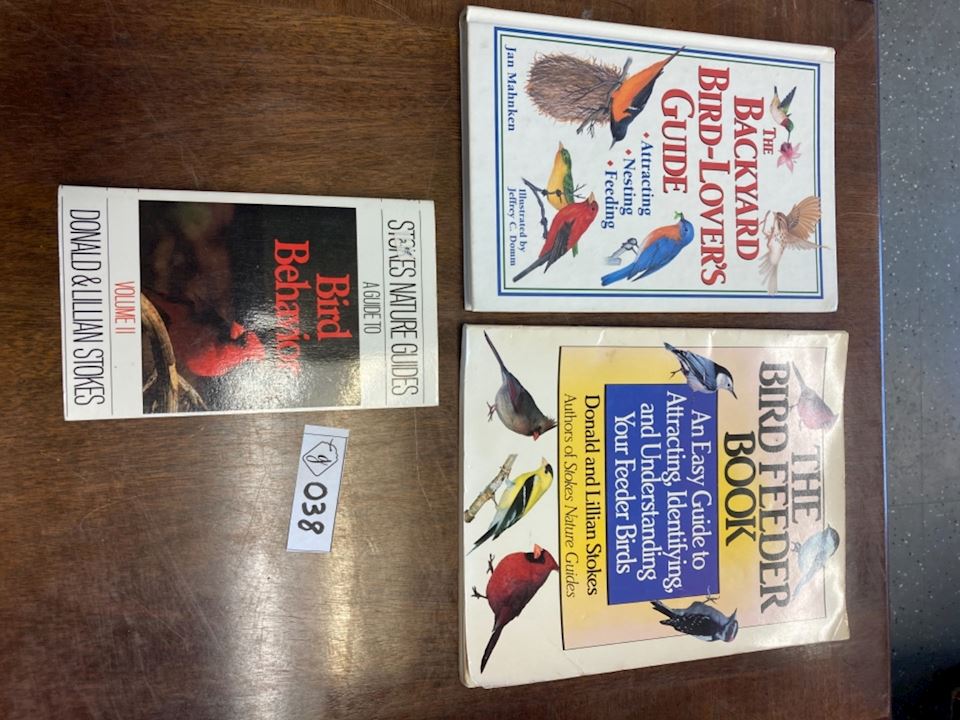 STOKES NATURE GUIDES
A GUIDE TO
Bird
Behavior
VOLUME II
DONALD & LILLIAN STOKES
038
THE
BACKYARD
BIRD-LOVER'S
GUIDE
• Attracting
• Nesting
• Feeding
Jan Mahnken
Illustrated by
Jeffrey C. Domm
THE
BIRD FEEDER
BOOK
An Easy Guide to
Attracting, Identifying,
and Understanding
Your Feeder Birds
Donald and Lillian Stokes
Authors of Stokes Nature Guides